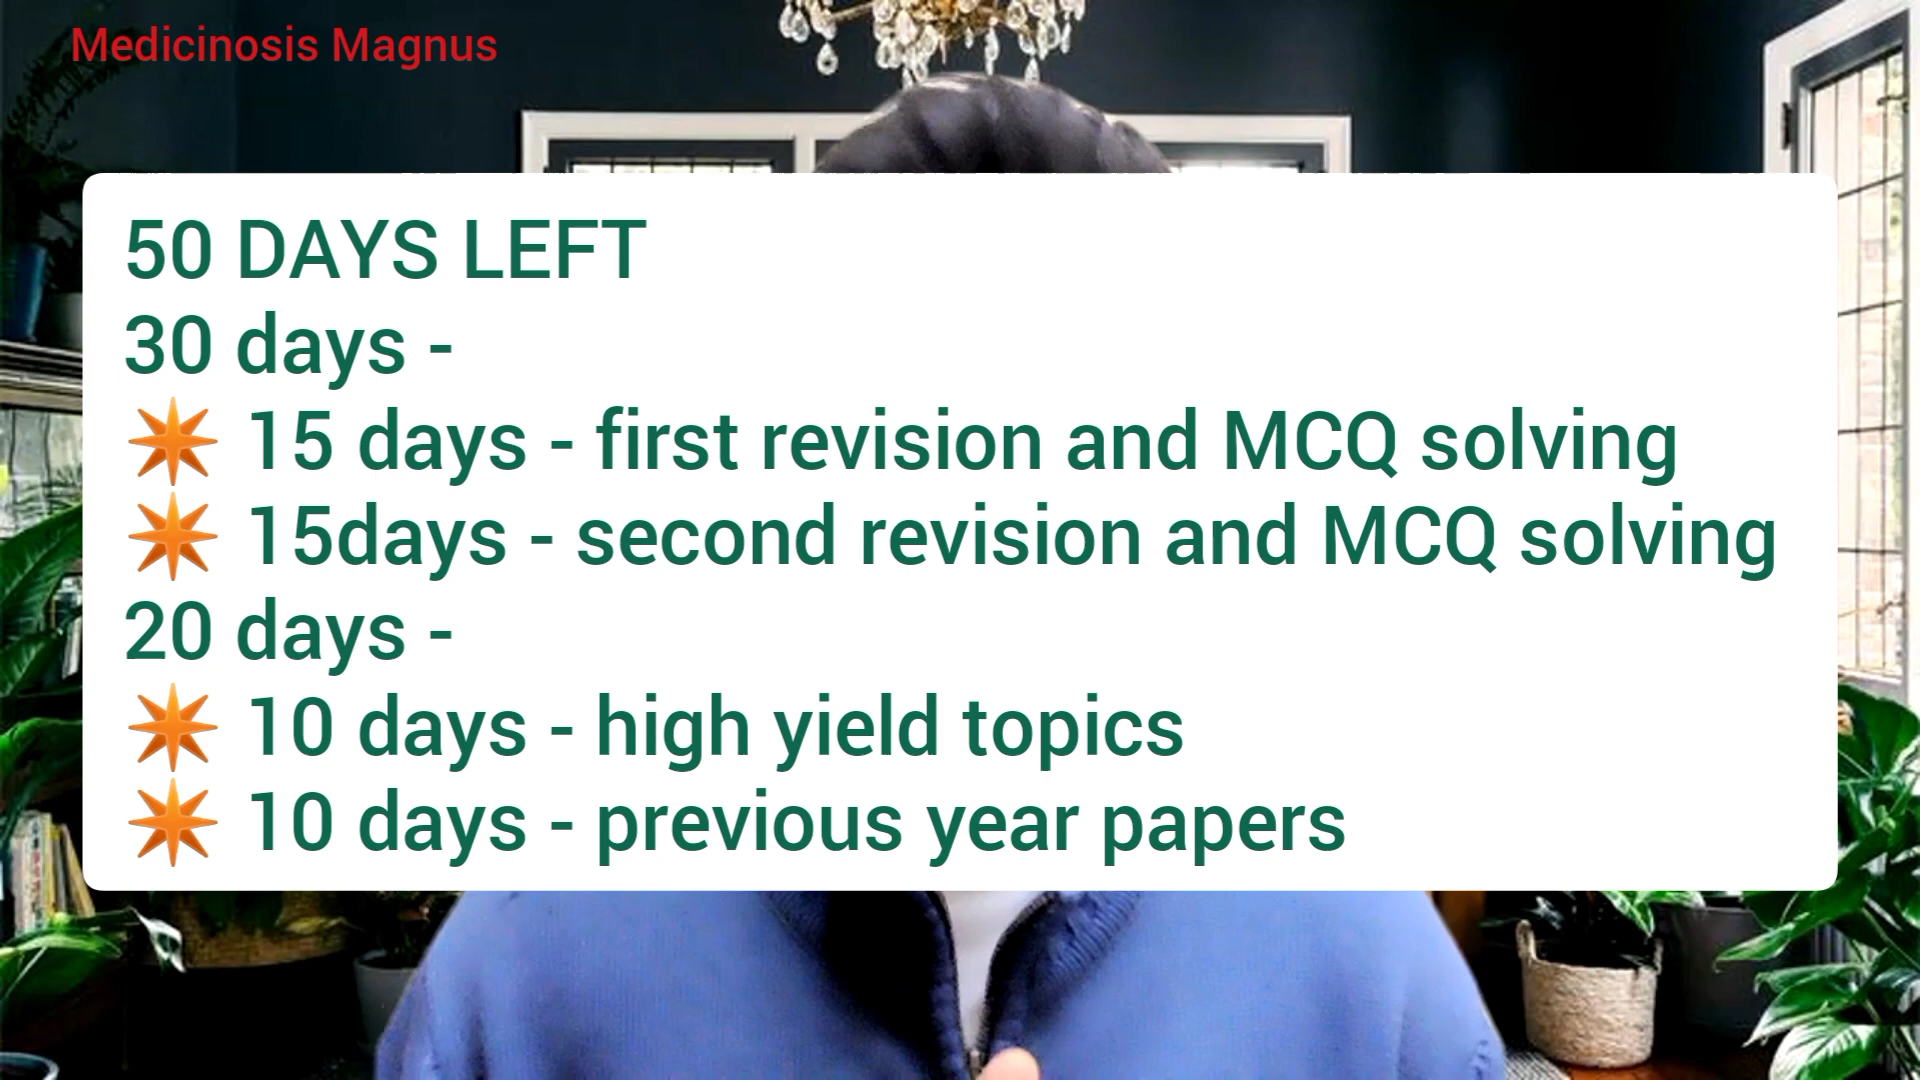 Medicinosis Magnus
50 DAYS LEFT
30 days -
✴ 15 days - first revision and MCQ solving
✴ 15days - second revision and MCQ solving
20 days -
✴ 10 days - high yield topics
✴ 10 days - previous year papers